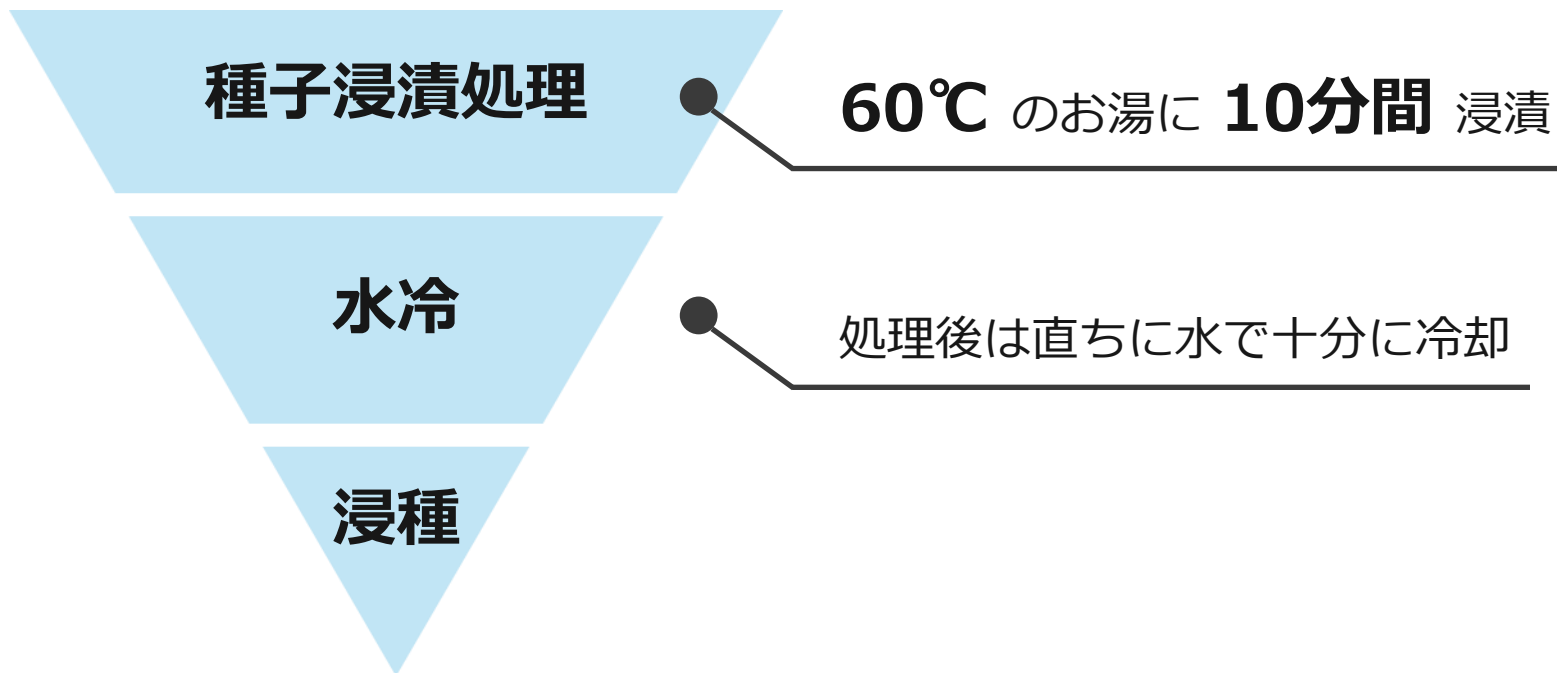 種子浸漬処理
60℃ のお湯に 10分間 浸漬
水冷
処理後は直ちに水で十分に冷却
浸種